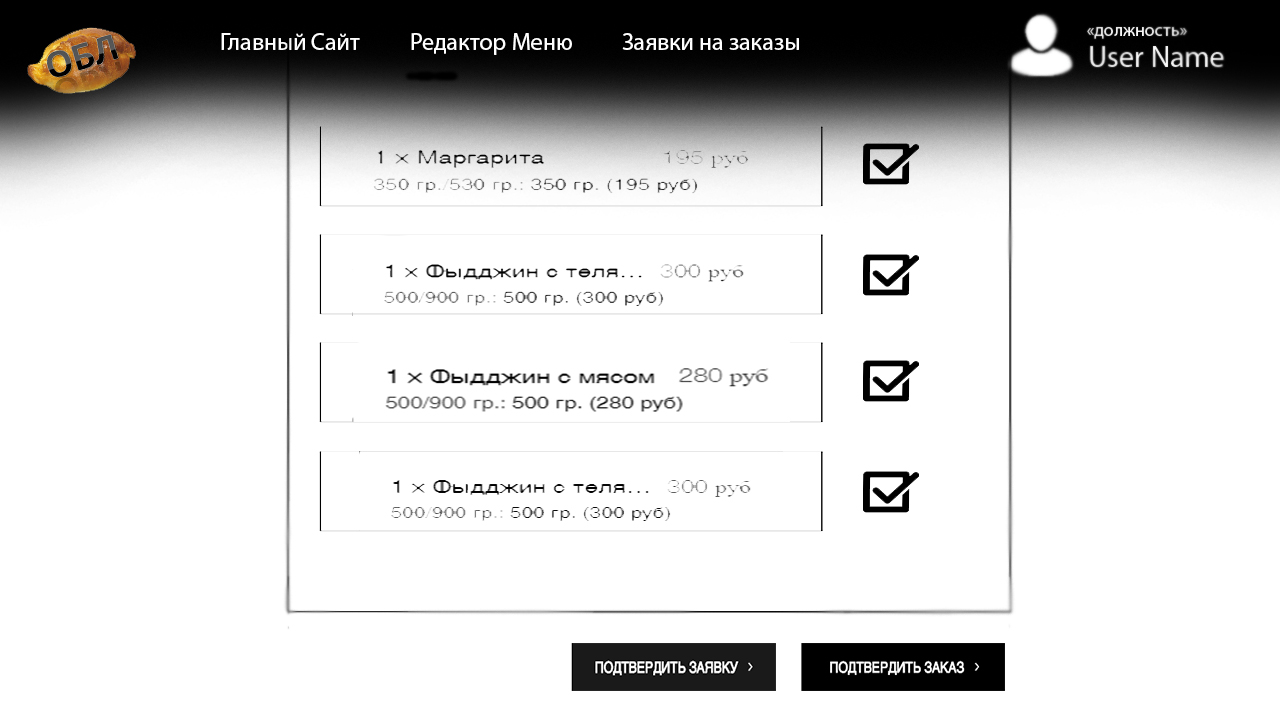 ОБЛ
Главный Сайт
Редактор Меню
Заявки на заказы
«должность»
User Name
1 × Маргарита 195 руб
350 гр./530 гр.: 350 гр. (195 руб)
1 × Фыдджин с теля... 300 руб
500/900 гр.: 500 гр. (300 руб)
1 × Фыдджин с мясом 280 руб
500/900 гр.: 500 гр. (280 руб)
1 × Фыдджин с теля... 300 руб
500/900 гр.: 500 гр. (300 руб)
ПОДТВЕРДИТЬ ЗАЯВКУ ›
ПОДТВЕРДИТЬ ЗАКАЗ ›